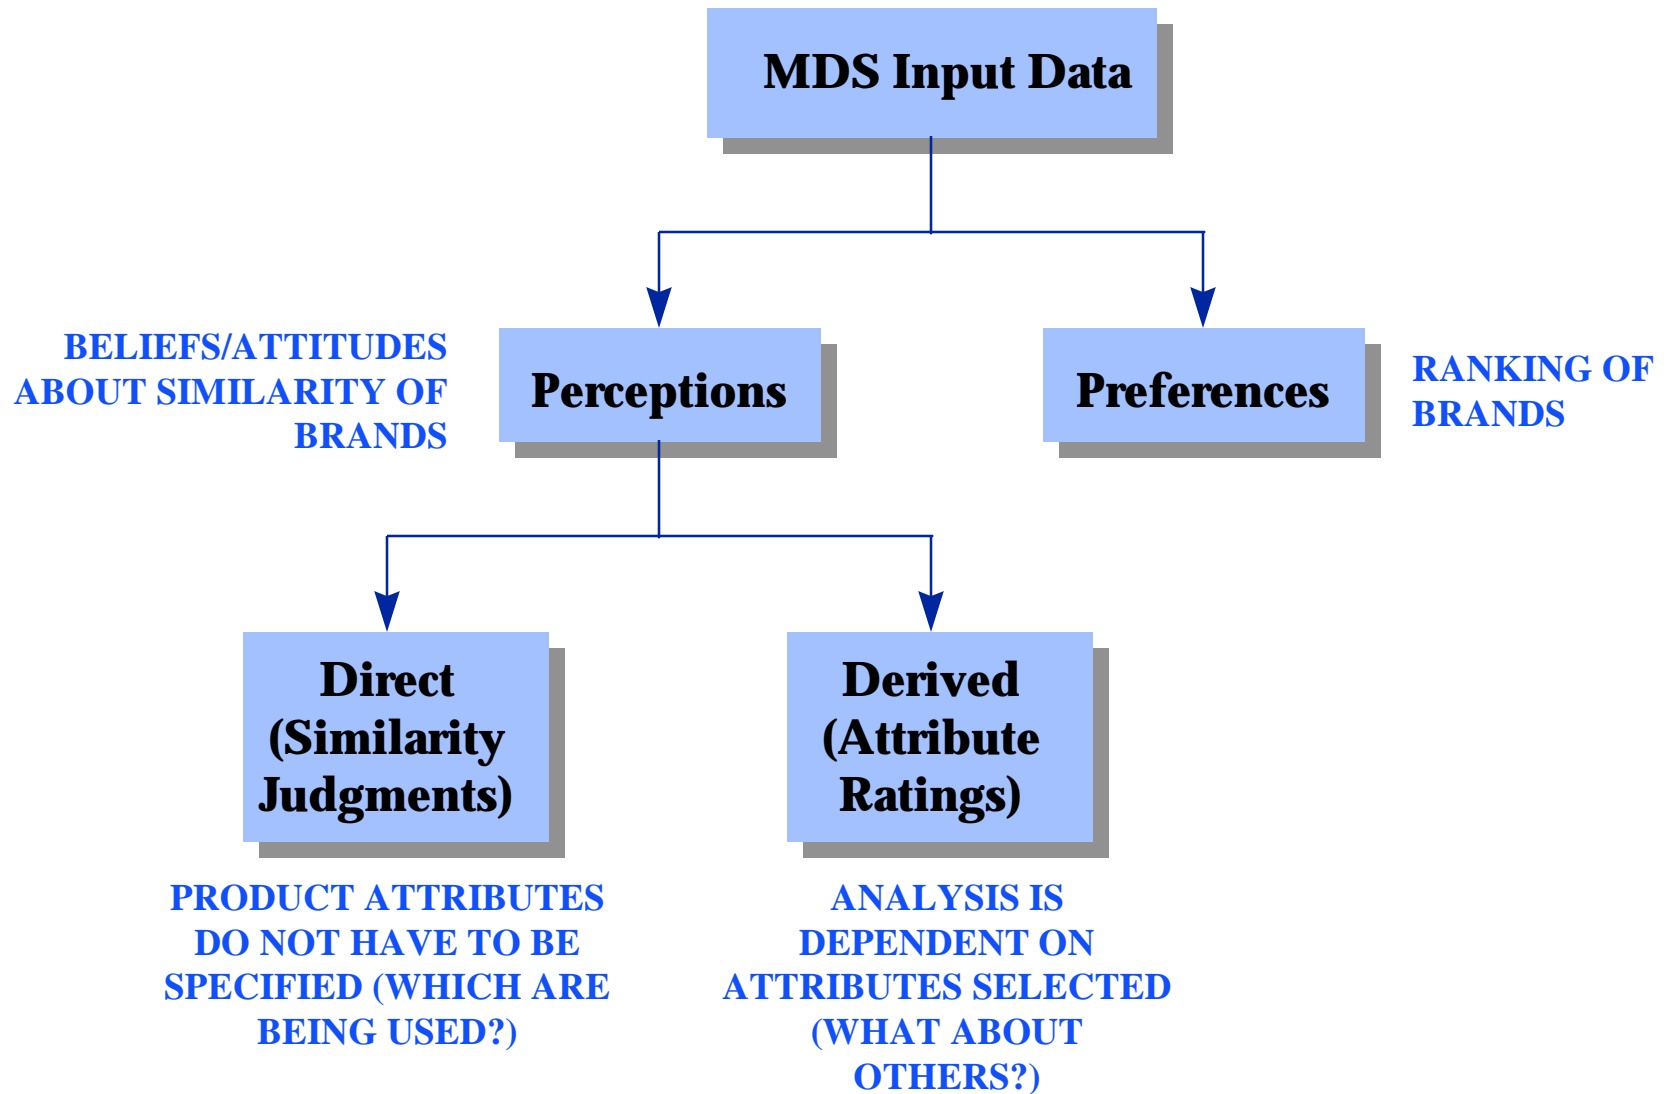 MDS Input Data
BELIEFS/ATTITUDES
ABOUT SIMILARITY OF
BRANDS
Perceptions
Preferences
RANKING OF
BRANDS
Direct
(Similarity
Judgments)
Derived
(Attribute
Ratings)
PRODUCT ATTRIBUTES
DO NOT HAVE TO BE
SPECIFIED (WHICH ARE
BEING USED?)
ANALYSIS IS
DEPENDENT ON
ATTRIBUTES SELECTED
(WHAT ABOUT
OTHERS?)